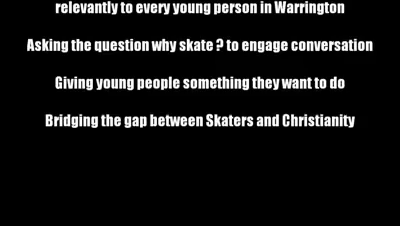 relevantly to every young person in Warrington
Asking the question why skate ? to engage conversation
Giving young people something they want to do
Bridging the gap between Skaters and Christianity